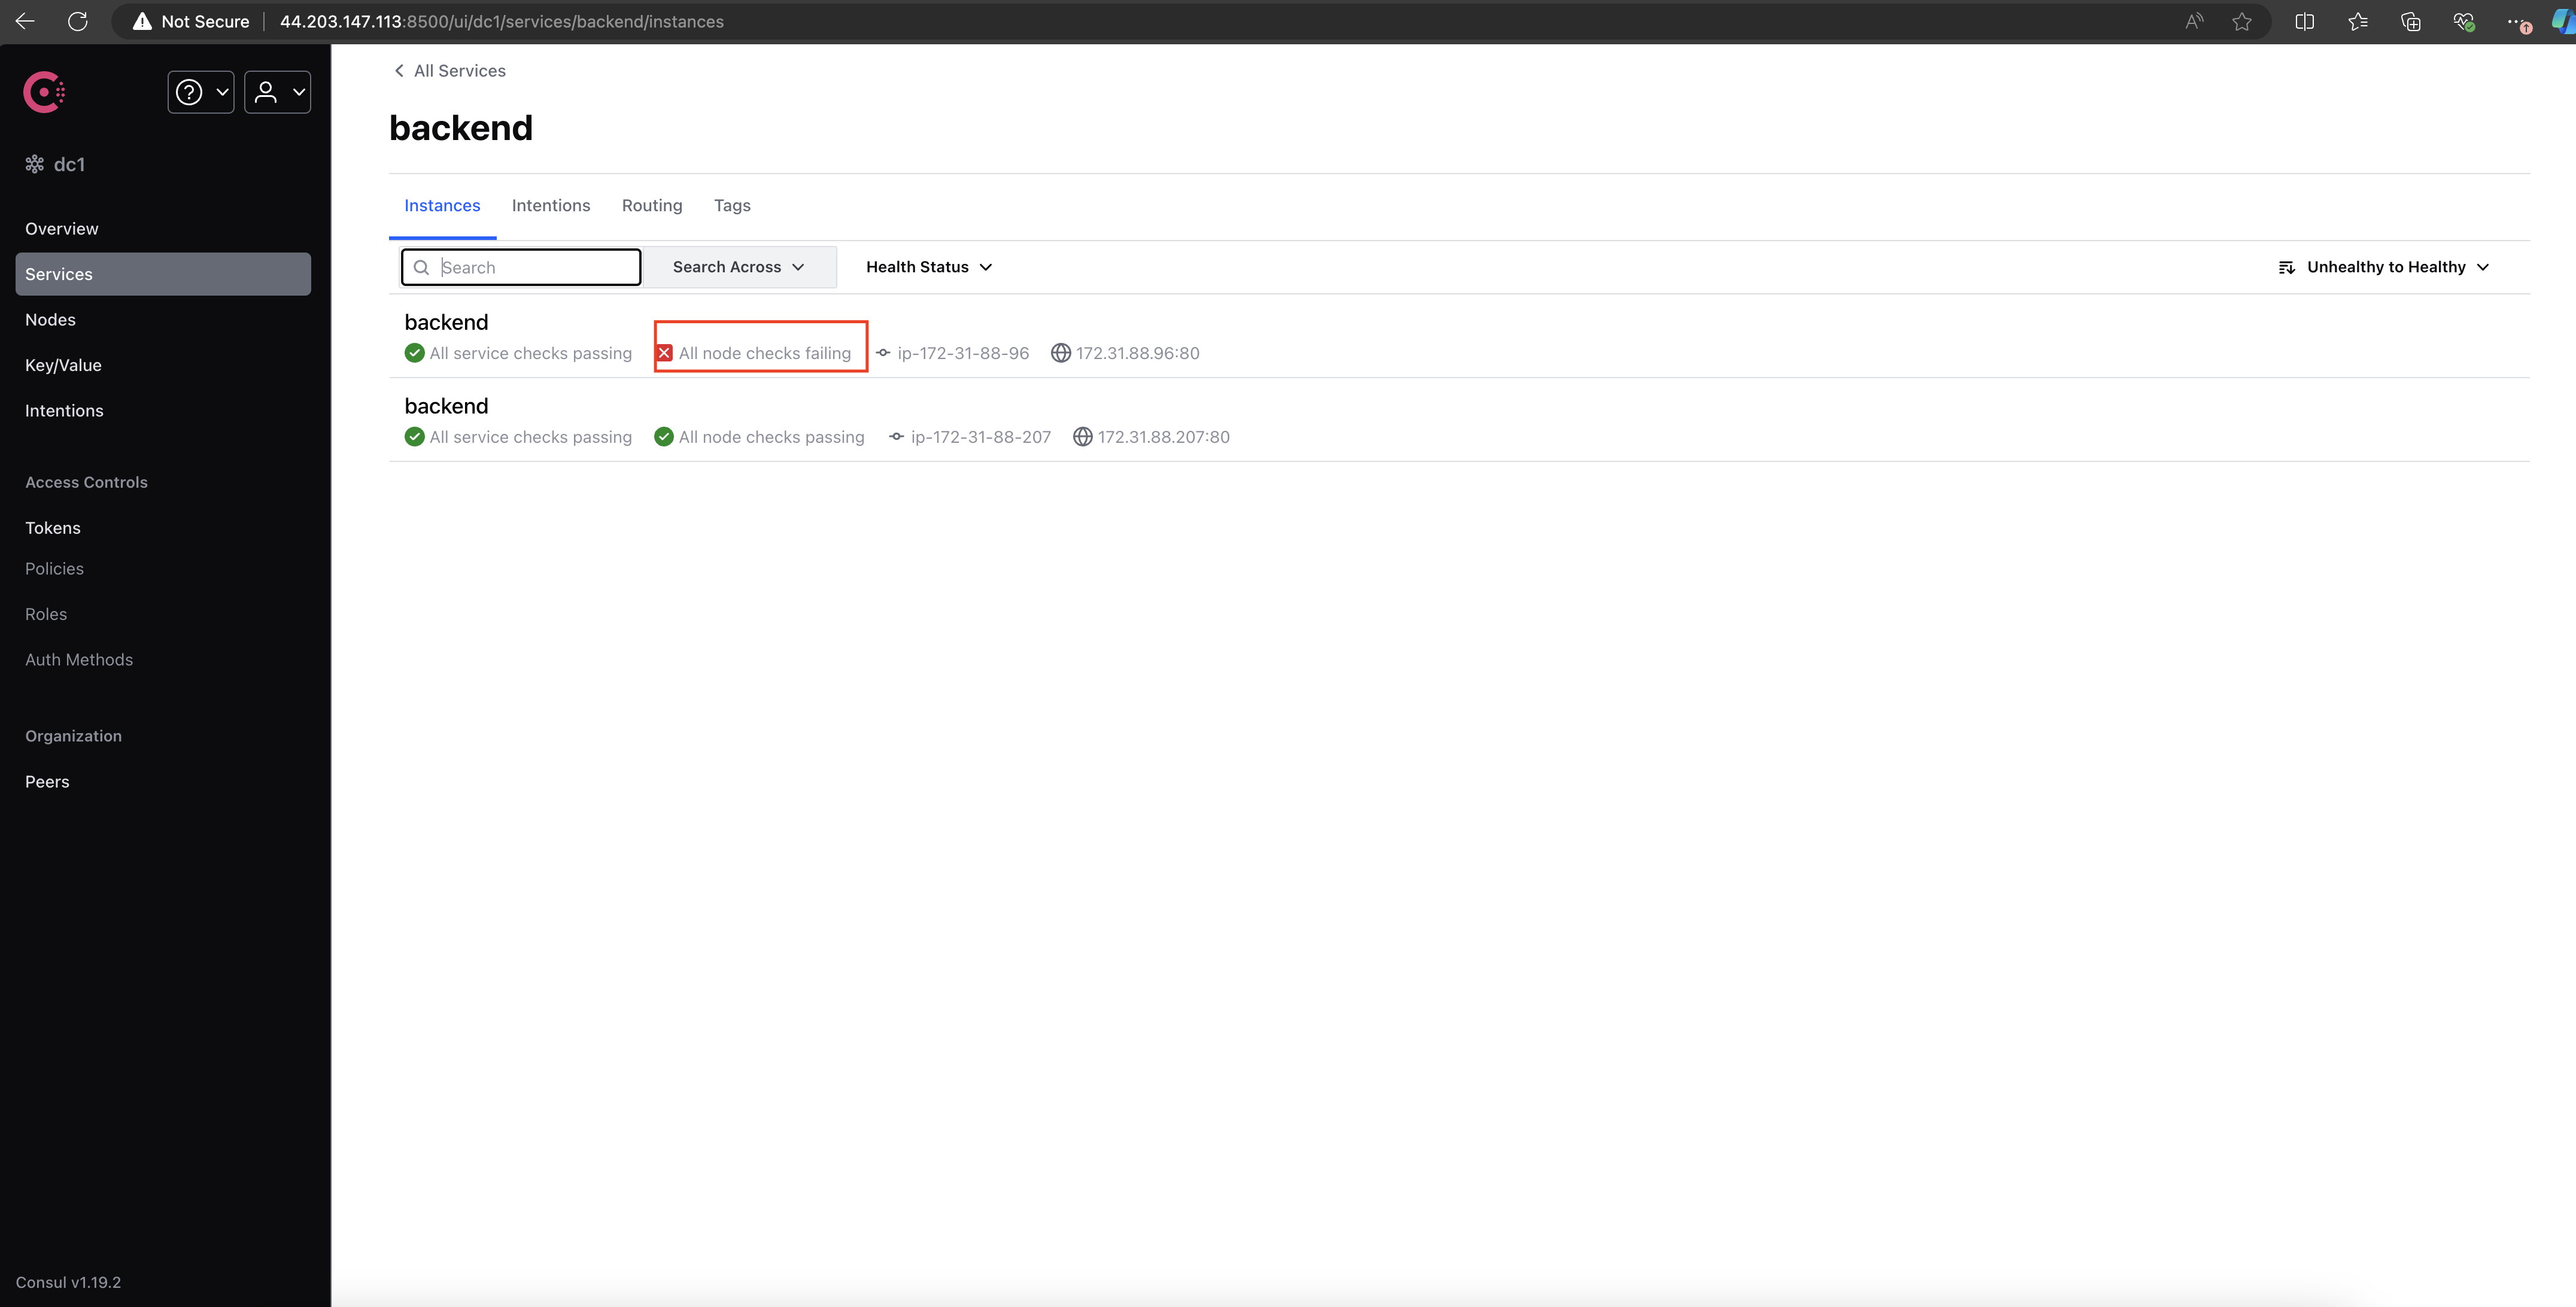 Not Secure 44.203.147.113:8500/ui/dc1/services/backend/instances
dc1
Overview
Services
Nodes
Key/Value
Intentions
Access Controls
Tokens
Policies
Roles
Auth Methods
Organization
Peers
Consul v1.19.2
All Services
backend
Instances Intentions Routing Tags
Search Search Across Health Status Unhealthy to Healthy
backend
All service checks passing All node checks failing ip-172-31-88-96 172.31.88.96:80
backend
All service checks passing All node checks passing ip-172-31-88-207 172.31.88.207:80